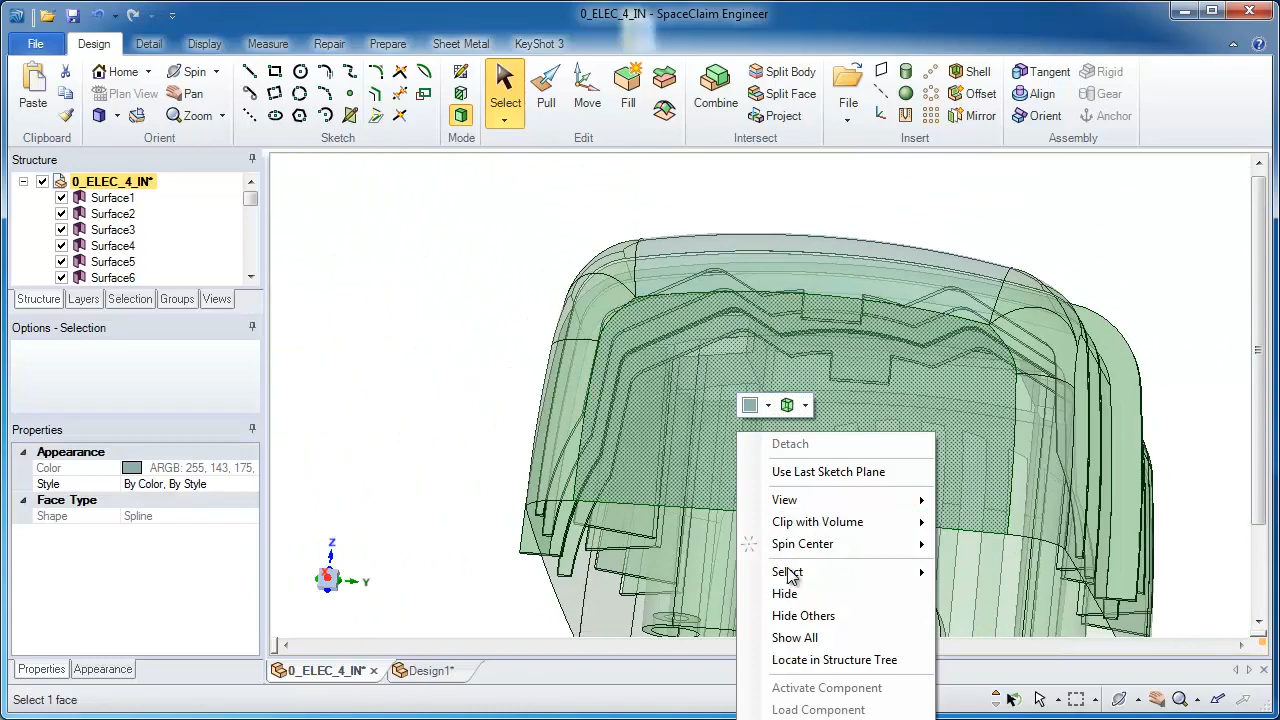 0_ELEC_4_IN - SpaceClaim Engineer
File Design Detail Display Measure Repair Prepare Sheet Metal KeyShot 3
Paste
Home Spin
Plan View Pan
Zoom
Select Pull Move Fill
Combine
Split Body
Split Face
Project
File
Shell
Offset
Mirror
Tangent Rigid
Align Gear
Orient Anchor
Clipboard Orient Sketch Mode Edit Intersect Insert Assembly
Structure
0_ELEC_4_IN*
Surface1
Surface2
Surface3
Surface4
Surface5
Surface6
Structure Layers Selection Groups Views
Options - Selection
Properties
Appearance
Color ARGB: 255, 143, 175,
Style By Color, By Style
Face Type
Shape Spline
Properties Appearance
Z
X
Y
Detach
Use Last Sketch Plane
View
Clip with Volume
Spin Center
Select
Hide
Hide Others
Show All
Locate in Structure Tree
Activate Component
Load Component
0_ELEC_4_IN* Design1*
Select 1 face